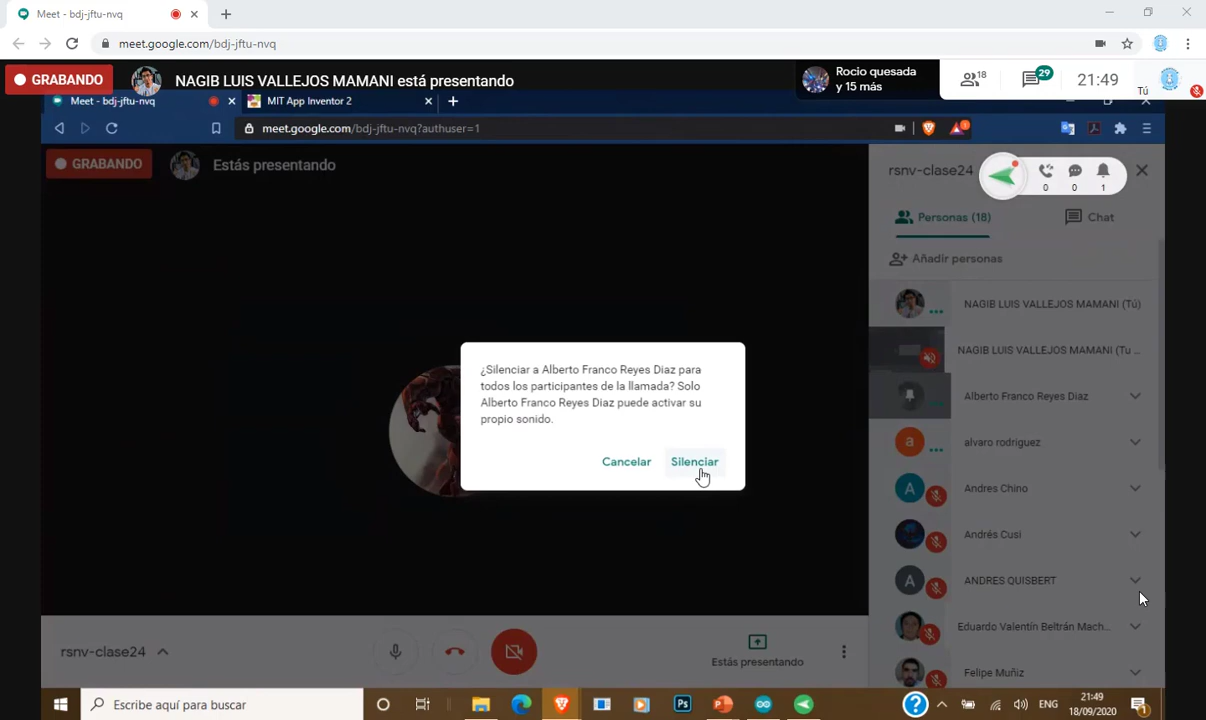 Meet - bdj-jftu-nvq
meet.google.com/bdj-jftu-nvq
GRABANDO
NAGIB LUIS VALLEJOS MAMANI está presentando
Rocio quesada
y 15 más
18
29
21:49
Tú
Meet - bdj-jftu-nvq
MIT App Inventor 2
meet.google.com/bdj-jftu-nvq?authuser=1
GRABANDO
Estás presentando
rsnv-clase24
0
0
1
Personas (18)
Chat
Añadir personas
NAGIB LUIS VALLEJOS MAMANI (Tú)
NAGIB LUIS VALLEJOS MAMANI (Tu ...
Alberto Franco Reyes Diaz
a
alvaro rodriguez
A
Andres Chino
Andrés Cusi
A
ANDRES QUISBERT
Eduardo Valentín Beltrán Mach...
Felipe Muñiz
¿Silenciar a Alberto Franco Reyes Diaz para
todos los participantes de la llamada? Solo
Alberto Franco Reyes Diaz puede activar su
propio sonido.
Cancelar
Silenciar
rsnv-clase24
Estás presentando
Escribe aquí para buscar
Ps
ENG
21:49
18/09/2020
1